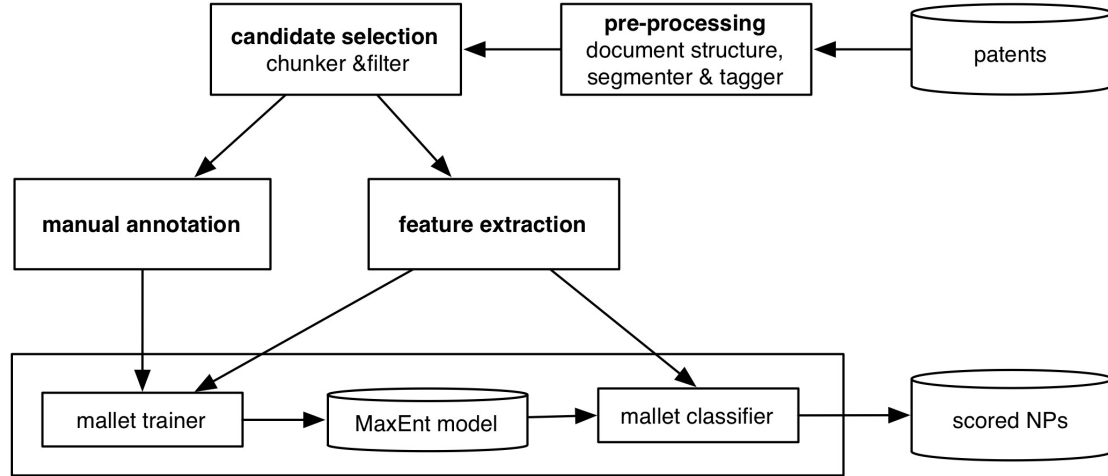 candidate selection
chunker &filter
pre-processing
document structure,
segmenter & tagger
patents
manual annotation
feature extraction
mallet trainer
MaxEnt model
mallet classifier
scored NPs